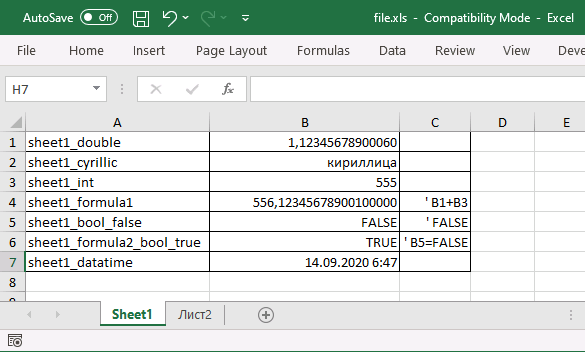 AutoSave Off file.xls - Compatibility Mode - Excel
File Home Insert Page Layout Formulas Data Review View Deve
H7 fx
A B C D E
1 sheet1_double 1,12345678900060
2 sheet1_cyrillic кириллица
3 sheet1_int 555
4 sheet1_formula1 556,12345678900100000 ' B1+B3
5 sheet1_bool_false FALSE ' FALSE
6 sheet1_formula2_bool_true TRUE ' B5=FALSE
7 sheet1_datatime 14.09.2020 6:47
8
Sheet1 Лист2